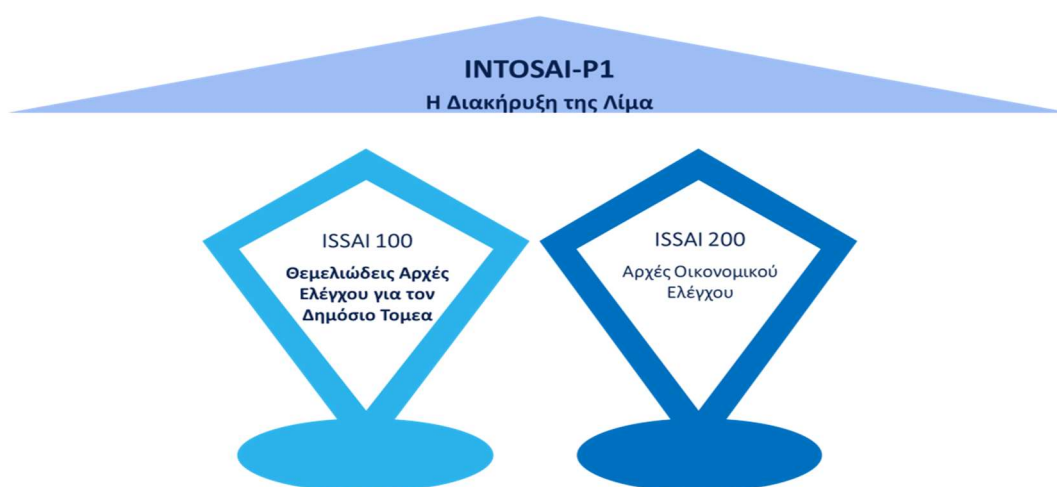 INTOSAI-P1
Η Διακήρυξη της Λίμα
ISSAI 100
Θεμελιώδεις Αρχές
Ελέγχου για τον
Δημόσιο Τομεα
ISSAI 200
Αρχές Οικονομικού
Ελέγχου